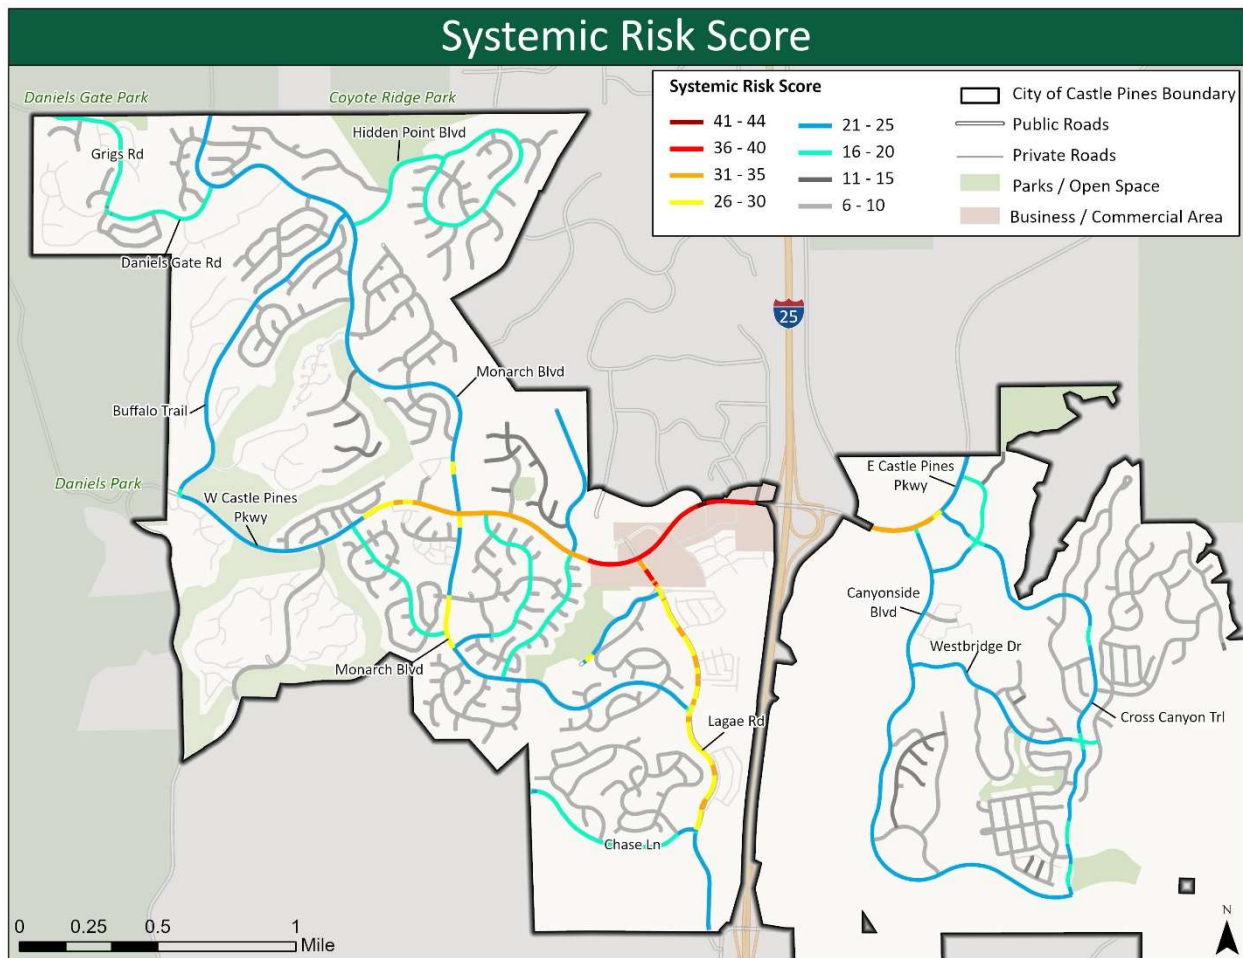 Systemic Risk Score
Daniels Gate Park
Coyote Ridge Park
Hidden Point Blvd
Grigs Rd
Daniels Gate Rd
Systemic Risk Score
41 - 44
36 - 40
31 - 35
26 - 30
21 - 25
16 - 20
11 - 15
6 - 10
City of Castle Pines Boundary
Public Roads
Private Roads
Parks / Open Space
Business / Commercial Area
25
Monarch Blvd
Buffalo Trail
Daniels Park
W Castle Pines
Pkwy
E Castle Pines
Pkwy
Canyonside
Blvd
Westbridge Dr
Monarch Blvd
Cross Canyon Trl
Lagae Rd
Chase Ln
0 0.25 0.5 1
Mile
N